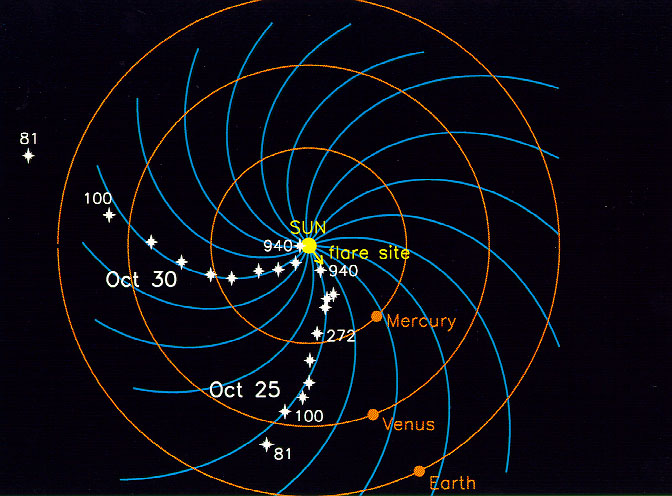 81
100
SUN
940
flare site
940
Oct 30
Mercury
272
Oct 25
100
Venus
81
Earth